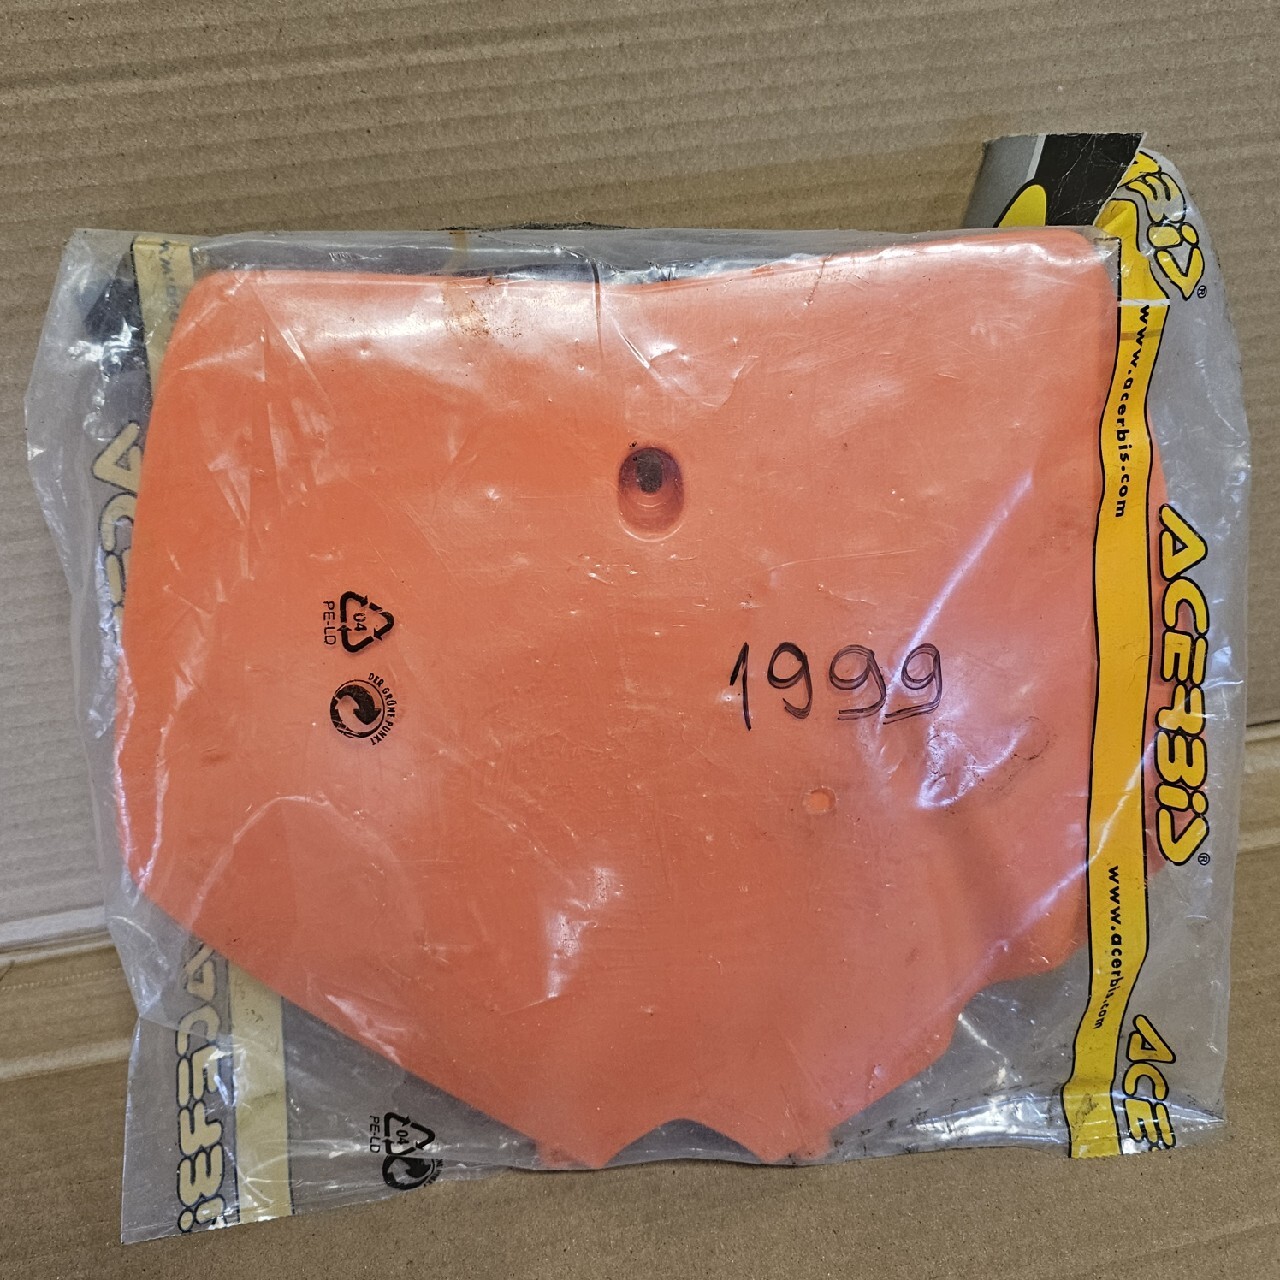 ACERBIS®
www.acerbis.com
ACERBIS®
04
PE-LD
DER GRÜNE PUNKT
1999
www.acerbis.com
ACE
04
PE-LD